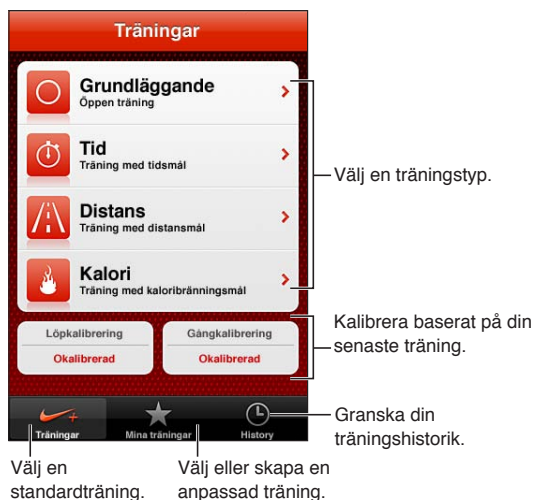 Träningar
Grundläggande
Öppen träning
Tid
Träning med tidsmål
Distans
Träning med distansmål
Kalori
Träning med kaloribränningsmål
Löpkalibrering
Okalibrerad
Gångkalibrering
Okalibrerad
Träningar
Mina träningar
History
Välj en träningstyp.
Kalibrera baserat på din
senaste träning.
Granska din
träningshistorik.
Välj en
standardträning.
Välj eller skapa en
anpassad träning.